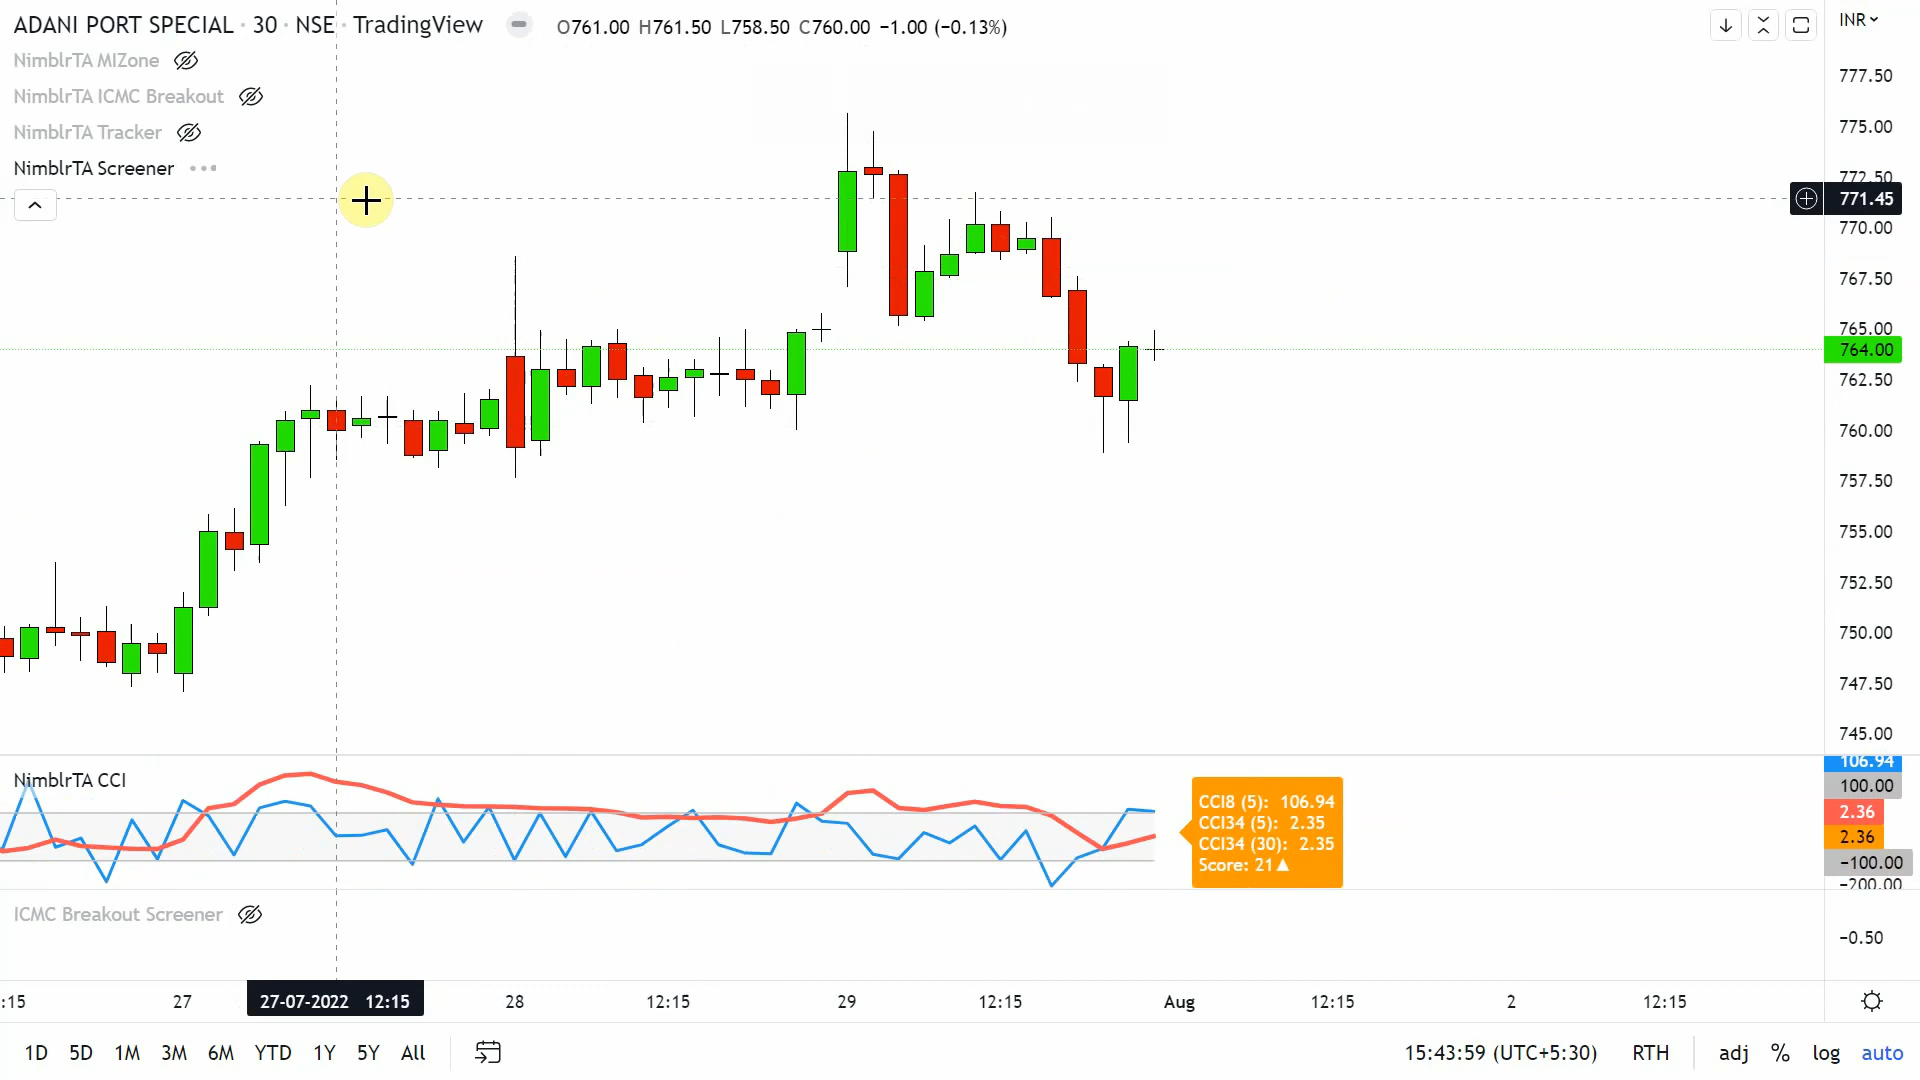 ADANI PORT SPECIAL · 30 · NSE · TradingView O761.00 H761.50 L758.50 C760.00 −1.00 (−0.13%)
INR
NimblrTA MIZone
NimblrTA ICMC Breakout
NimblrTA Tracker
NimblrTA Screener
777.50
775.00
772.50
771.45
770.00
767.50
765.00
764.00
762.50
760.00
757.50
755.00
752.50
750.00
747.50
745.00
NimblrTA CCI
CCI8 (5): 106.94
CCI34 (5): 2.35
CCI34 (30): 2.35
Score: 21▲
106.94
100.00
2.36
2.36
−100.00
−200.00
ICMC Breakout Screener
−0.50
:15 27 27-07-2022 12:15 28 12:15 29 12:15 Aug 12:15 2 12:15
1D 5D 1M 3M 6M YTD 1Y 5Y All 15:43:59 (UTC+5:30) RTH adj % log auto